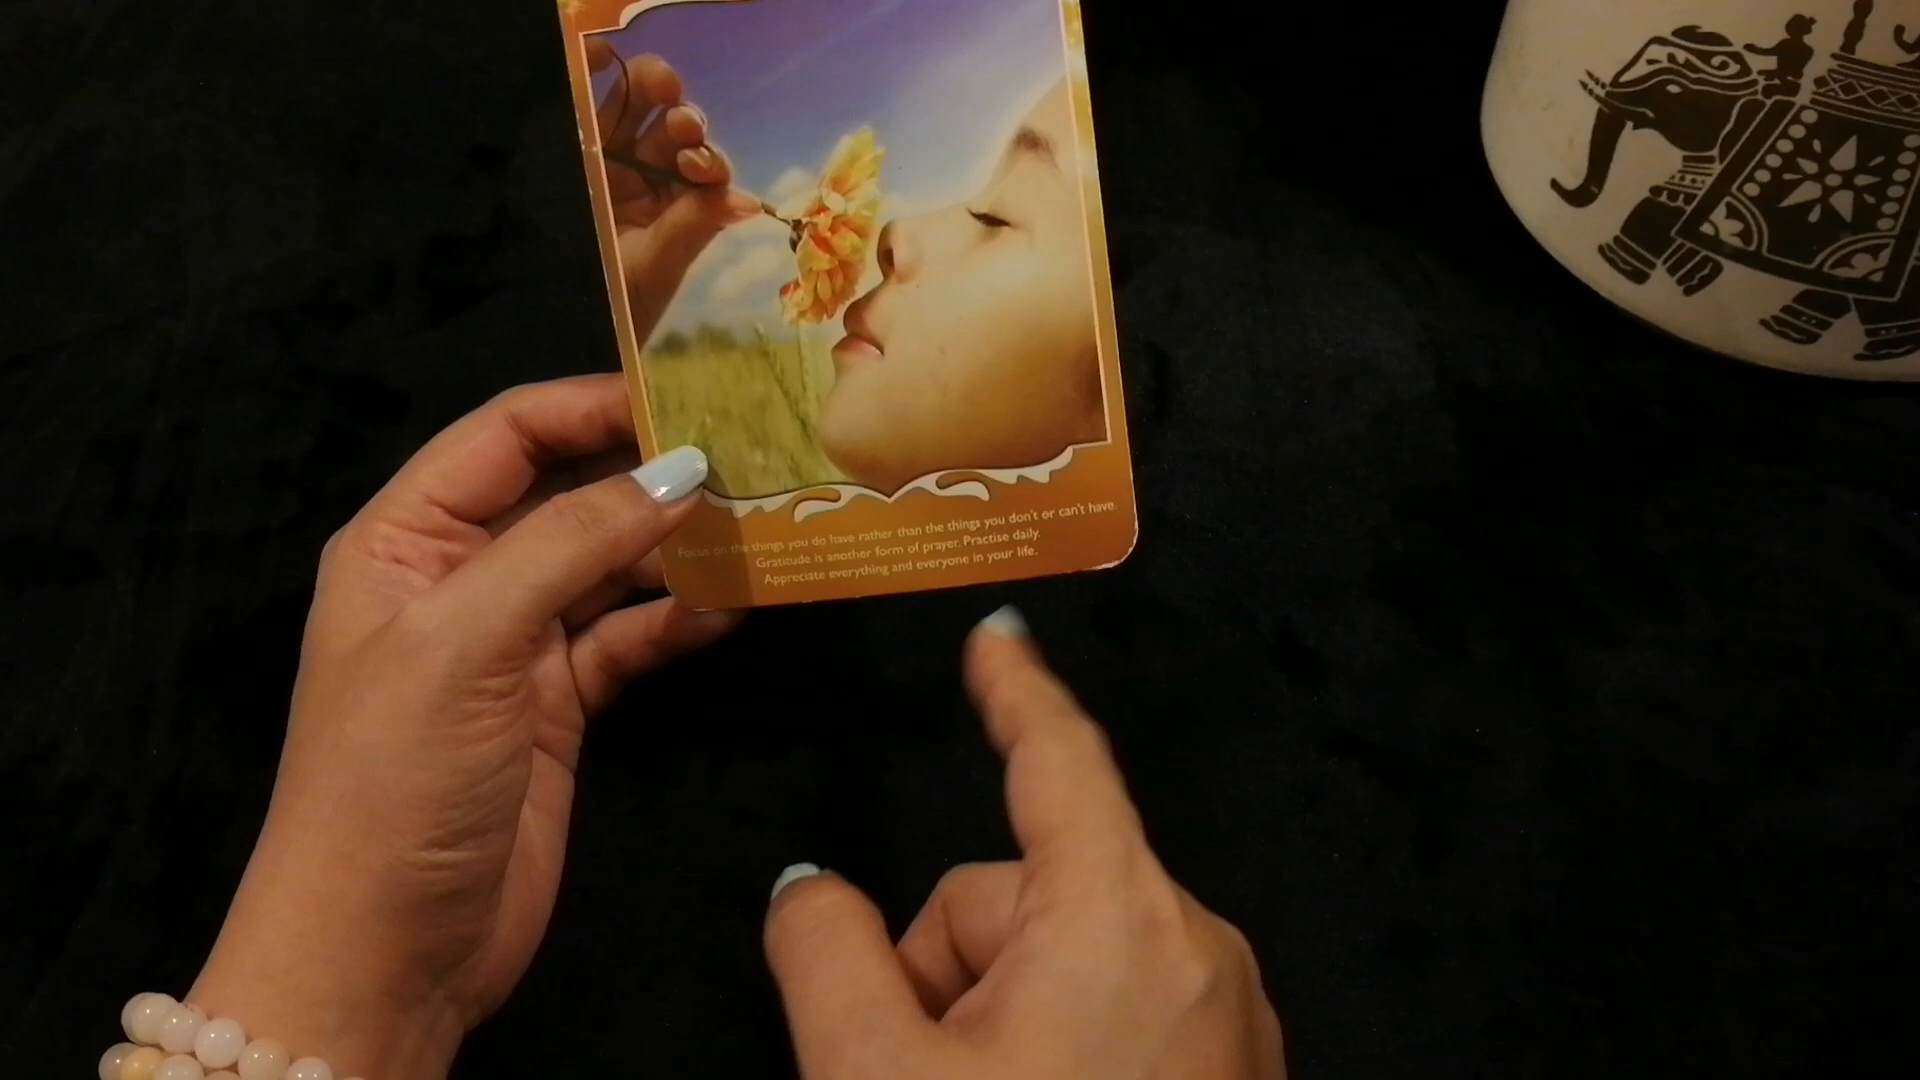 Focus on the things you do have rather than the things you don't or can't have.
Gratitude is another form of prayer. Practise daily.
Appreciate everything and everyone in your life.